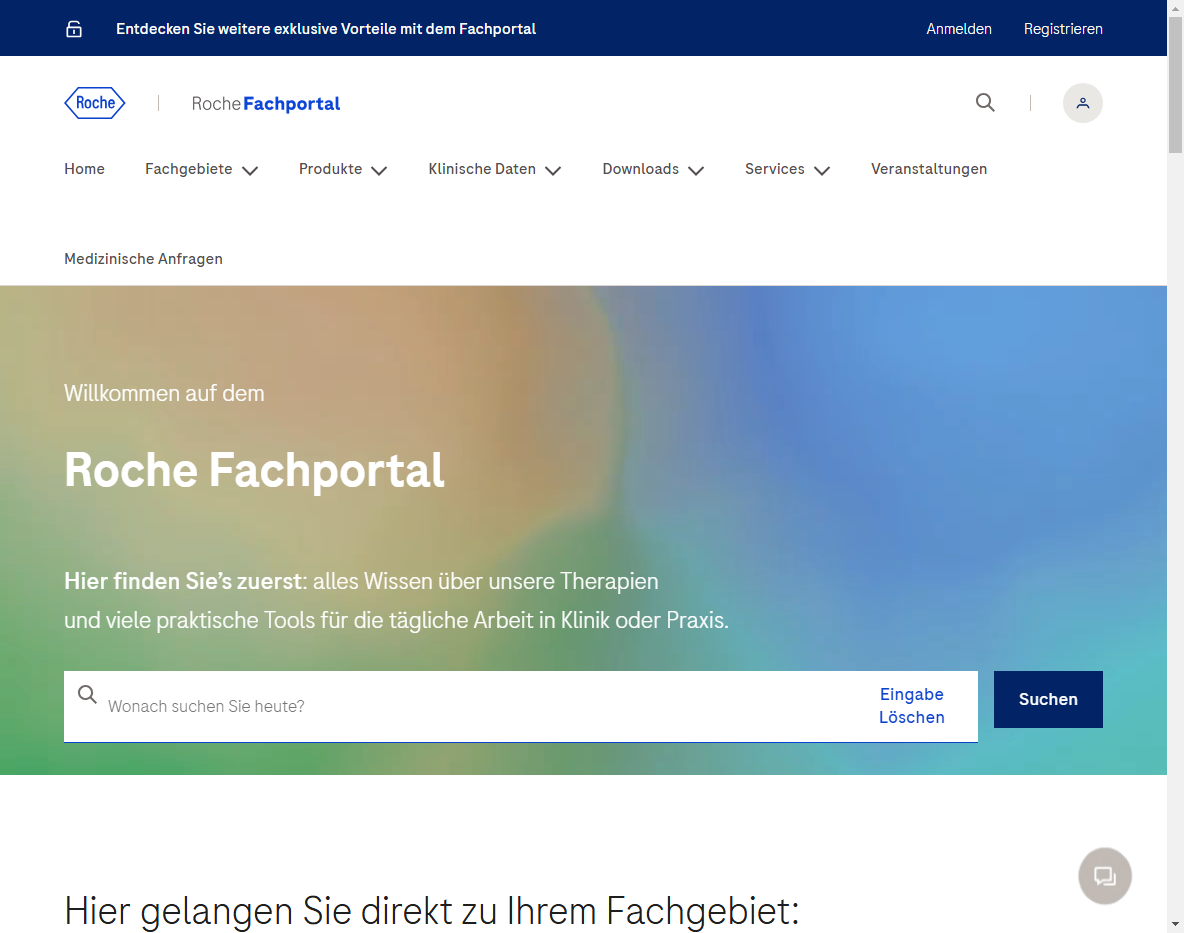 Entdecken Sie weitere exklusive Vorteile mit dem Fachportal
Anmelden
Registrieren
Roche
Roche Fachportal
Home
Fachgebiete
Produkte
Klinische Daten
Downloads
Services
Veranstaltungen
Medizinische Anfragen
Willkommen auf dem
Roche Fachportal
Hier finden Sie’s zuerst: alles Wissen über unsere Therapien
und viele praktische Tools für die tägliche Arbeit in Klinik oder Praxis.
Wonach suchen Sie heute?
Eingabe
Löschen
Suchen
Hier gelangen Sie direkt zu Ihrem Fachgebiet: